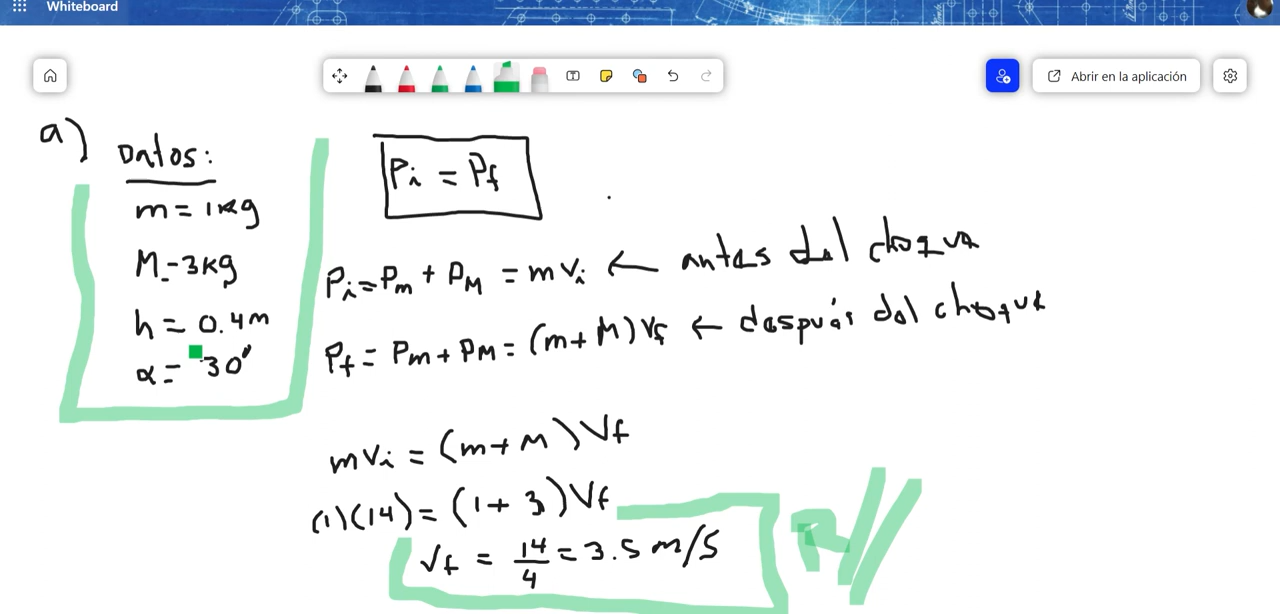 Whiteboard
Abrir en la aplicación
a)
Datos:
m = 1kg
M = 3kg
h = 0.4m
α = 30°
Pi = Pf
Pi = Pm + PM = mVi ← antes del choque
Pf = Pm + PM = (m+M)Vf ← después del choque
mVi = (m+M)Vf
(1)(14) = (1+3)Vf
Vf = 14/4 = 3.5 m/s
R//